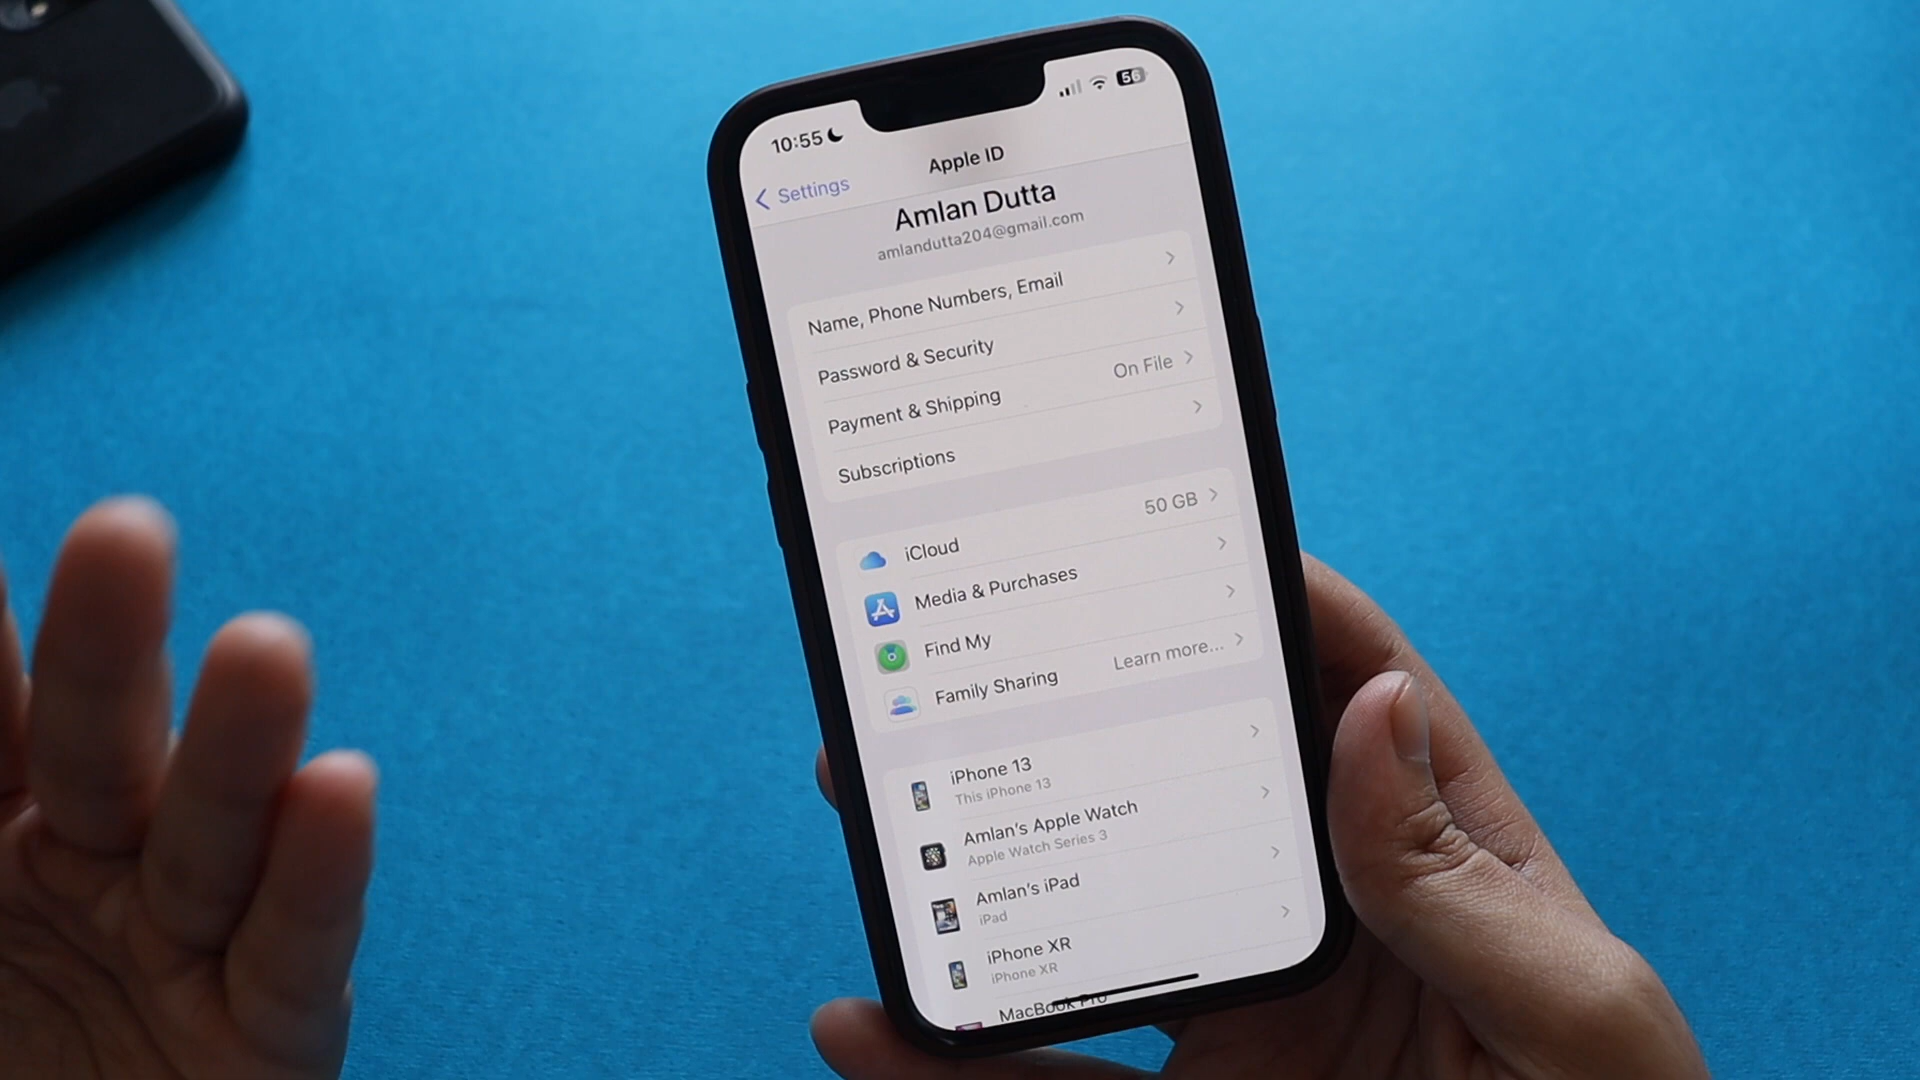 10:55
56
Settings
Apple ID
Amlan Dutta
amlandutta204@gmail.com
Name, Phone Numbers, Email
Password & Security
Payment & Shipping On File
Subscriptions
iCloud 50 GB
Media & Purchases
Find My
Family Sharing Learn more...
iPhone 13
This iPhone 13
Amlan's Apple Watch
Apple Watch Series 3
Amlan's iPad
iPad
iPhone XR
iPhone XR
MacBook Pro